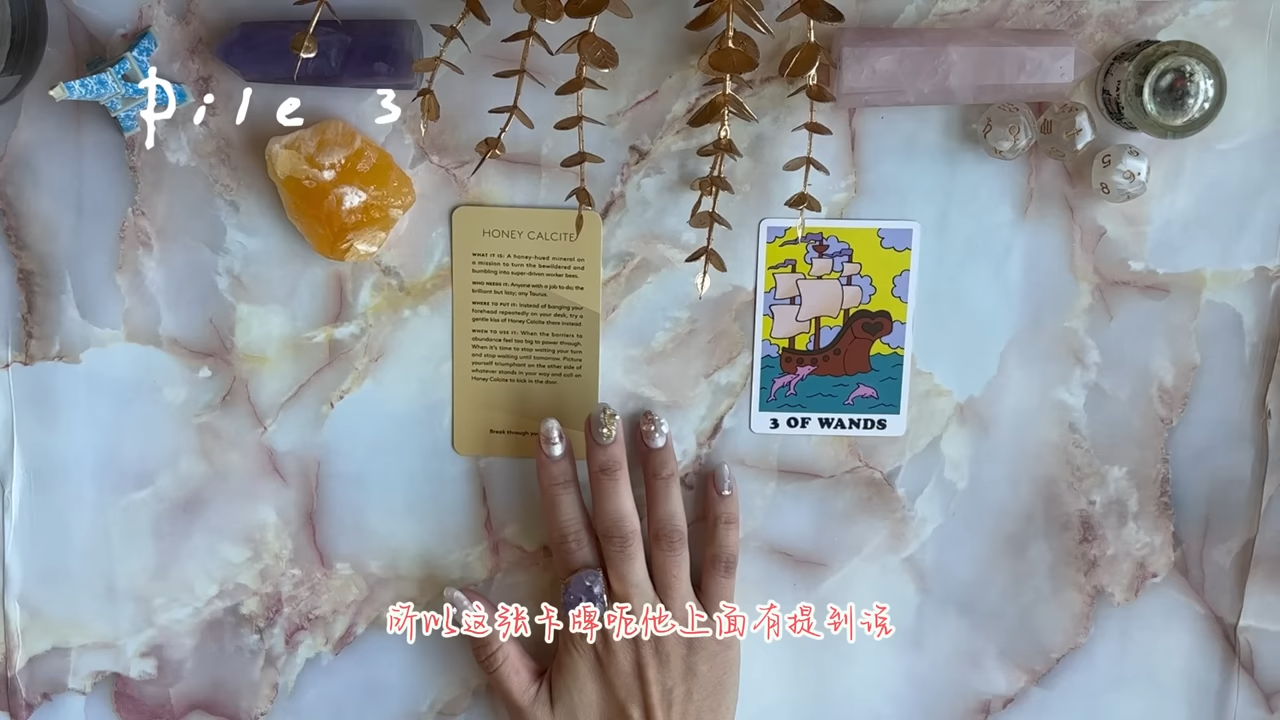 Pile 3
HONEY CALCITE
WHAT IT IS: A honey-hued mineral on
a mission to turn the bewildered and
bumbling into super-driven worker bees.
WHO NEEDS IT: Anyone with a job to do; the
brilliant but lazy; any Taurus.
WHERE TO PUT IT: Instead of banging your
forehead repeatedly on your desk, try a
gentle kiss of Honey Calcite there instead.
WHEN TO USE IT: When the barriers to
abundance feel too big to power through.
When it's time to stop waiting your turn
and stop waiting until tomorrow. Picture
yourself triumphant on the other side of
whatever stands in your way and call on
Honey Calcite to kick in the door.
Break through
3 OF WANDS
所以这张卡牌呃他上面有提到说